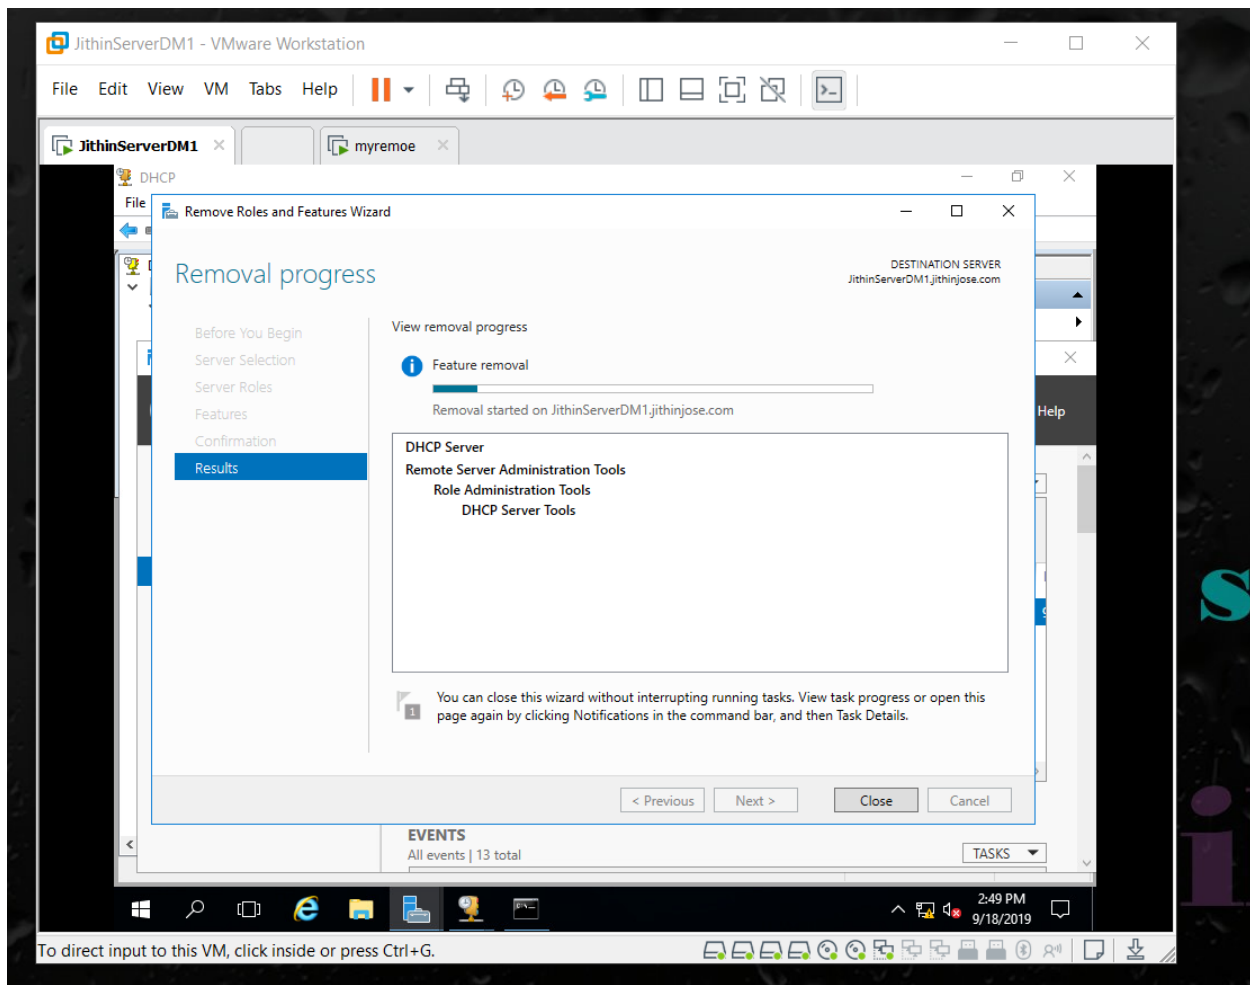 JithinServerDM1 - VMware Workstation
File Edit View VM Tabs Help
JithinServerDM1
myremoe
DHCP
File
Remove Roles and Features Wizard
Removal progress
DESTINATION SERVER
JithinServerDM1.jithinjose.com
Before You Begin
Server Selection
Server Roles
Features
Confirmation
Results
View removal progress
Feature removal
Removal started on JithinServerDM1.jithinjose.com
Help
DHCP Server
Remote Server Administration Tools
Role Administration Tools
DHCP Server Tools
1
You can close this wizard without interrupting running tasks. View task progress or open this
page again by clicking Notifications in the command bar, and then Task Details.
< Previous Next > Close Cancel
EVENTS
All events | 13 total
TASKS
2:49 PM
9/18/2019
To direct input to this VM, click inside or press Ctrl+G.
s
i